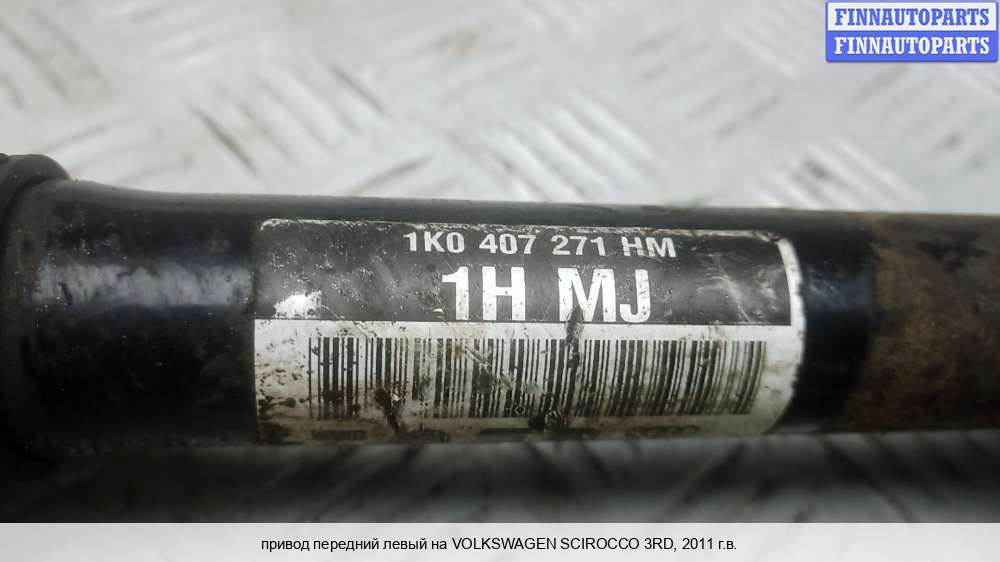 FINNAUTOPARTS
FINNAUTOPARTS
1K0 407 271 HM
1H MJ
привод передний левый на VOLKSWAGEN SCIROCCO 3RD, 2011 г.в.